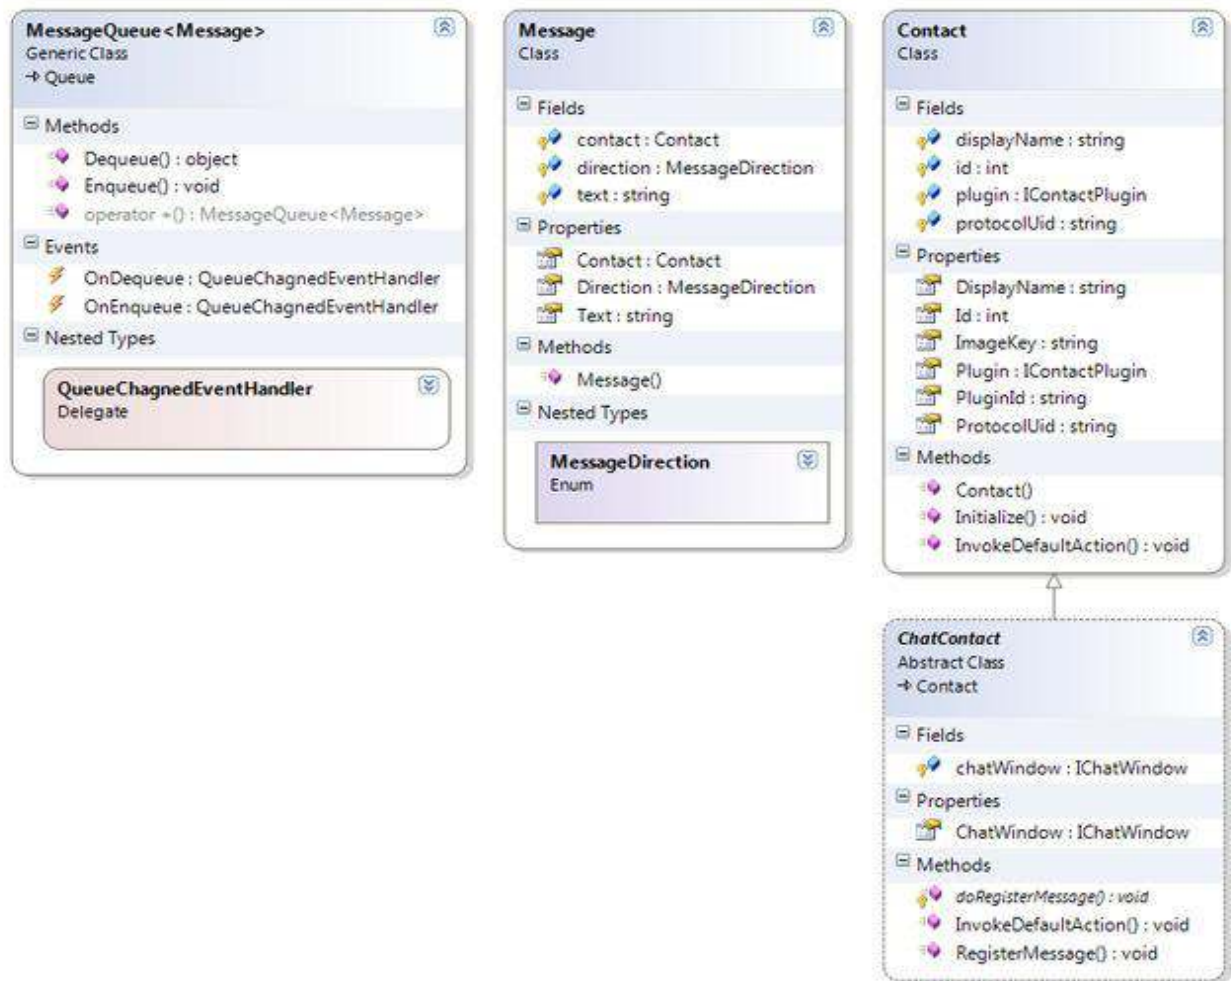 MessageQueue<Message>
Generic Class
Queue
Methods
Dequeue() : object
Enqueue() : void
operator +() : MessageQueue<Message>
Events
OnDequeue : QueueChagnedEventHandler
OnEnqueue : QueueChagnedEventHandler
Nested Types
QueueChagnedEventHandler
Delegate
Message
Class
Fields
contact : Contact
direction : MessageDirection
text : string
Properties
Contact : Contact
Direction : MessageDirection
Text : string
Methods
Message()
Nested Types
MessageDirection
Enum
Contact
Class
Fields
displayName : string
id : int
plugin : IContactPlugin
protocolUid : string
Properties
DisplayName : string
Id : int
ImageKey : string
Plugin : IContactPlugin
PluginId : string
ProtocolUid : string
Methods
Contact()
Initialize() : void
InvokeDefaultAction() : void
ChatContact
Abstract Class
Contact
Fields
chatWindow : IChatWindow
Properties
ChatWindow : IChatWindow
Methods
doRegisterMessage() : void
InvokeDefaultAction() : void
RegisterMessage() : void